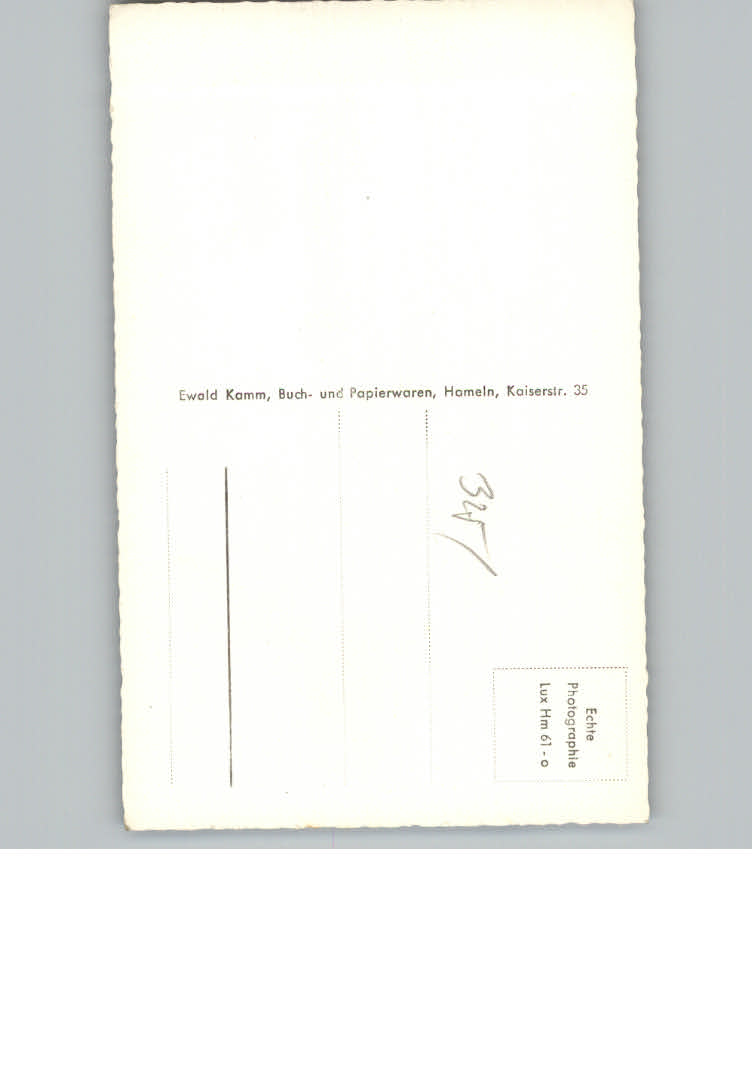 Ewald Kamm, Buch- und Papierwaren, Hameln, Kaiserstr. 35
Echte
Photographie
Lux Hm 61 - o